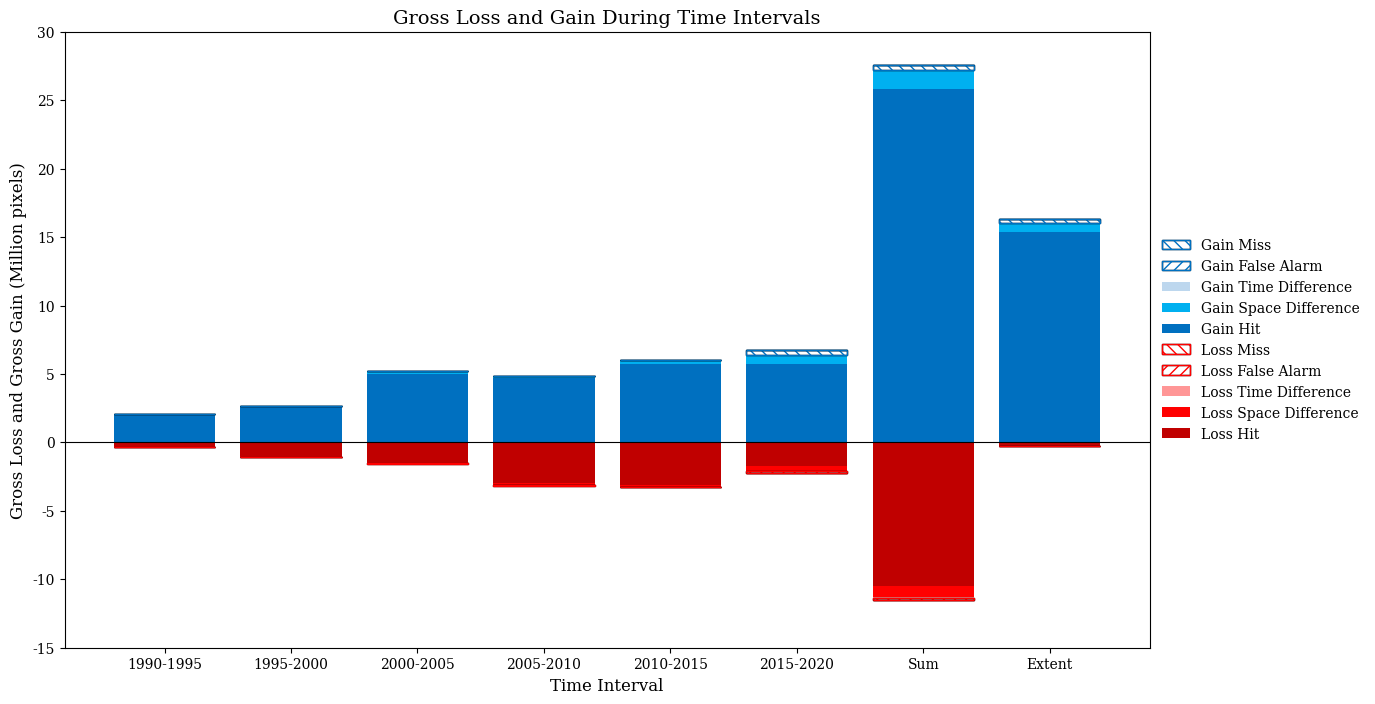 Gross Loss and Gain During Time Intervals
Gross Loss and Gross Gain (Million pixels)
30
25
20
15
10
5
0
-5
-10
-15
1990-1995
1995-2000
2000-2005
2005-2010
2010-2015
2015-2020
Sum
Extent
Time Interval
Gain Miss
Gain False Alarm
Gain Time Difference
Gain Space Difference
Gain Hit
Loss Miss
Loss False Alarm
Loss Time Difference
Loss Space Difference
Loss Hit